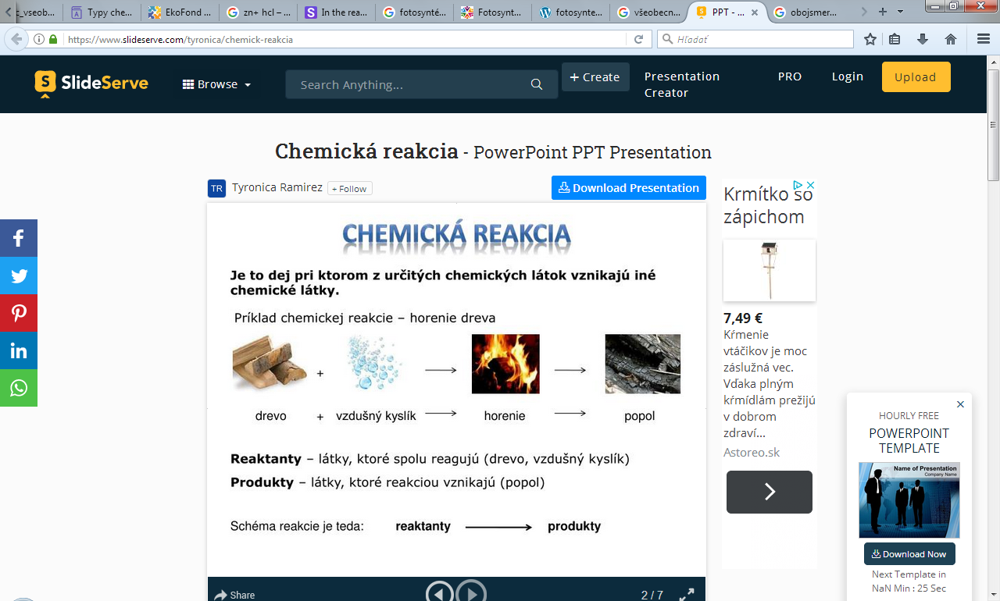 c_vseob...
Typy che...
EkoFond ...
zn+ hcl – ...
In the rea...
fotosynté...
Fotsynt...
fotosynte...
všeobecn...
PPT - ...
obojsmer...
https://www.slideserve.com/tyronica/chemick-reakcia
Hľadať
S SlideServe
Browse
Search Anything...
+ Create
Presentation
Creator
PRO
Login
Upload
Chemická reakcia - PowerPoint PPT Presentation
TR Tyronica Ramirez + Follow
Download Presentation
CHEMICKÁ REAKCIA
Je to dej pri ktorom z určitých chemických látok vznikajú iné
chemické látky.
Príklad chemickej reakcie – horenie dreva
+
drevo + vzdušný kyslík horenie popol
Reaktanty – látky, ktoré spolu reagujú (drevo, vzdušný kyslík)
Produkty – látky, ktoré reakciou vznikajú (popol)
Schéma reakcie je teda: reaktanty produkty
Share
2 / 7
Krmítko so
zápichom
7,49 €
Kŕmenie
vtáčikov je moc
záslužná vec.
Vďaka plným
kŕmidlám prežijú
v dobrom
zdraví...
Astoreo.sk
HOURLY FREE
POWERPOINT
TEMPLATE
Name of Presentation
Company Name
Download Now
Next Template in
NaN Min : 25 Sec